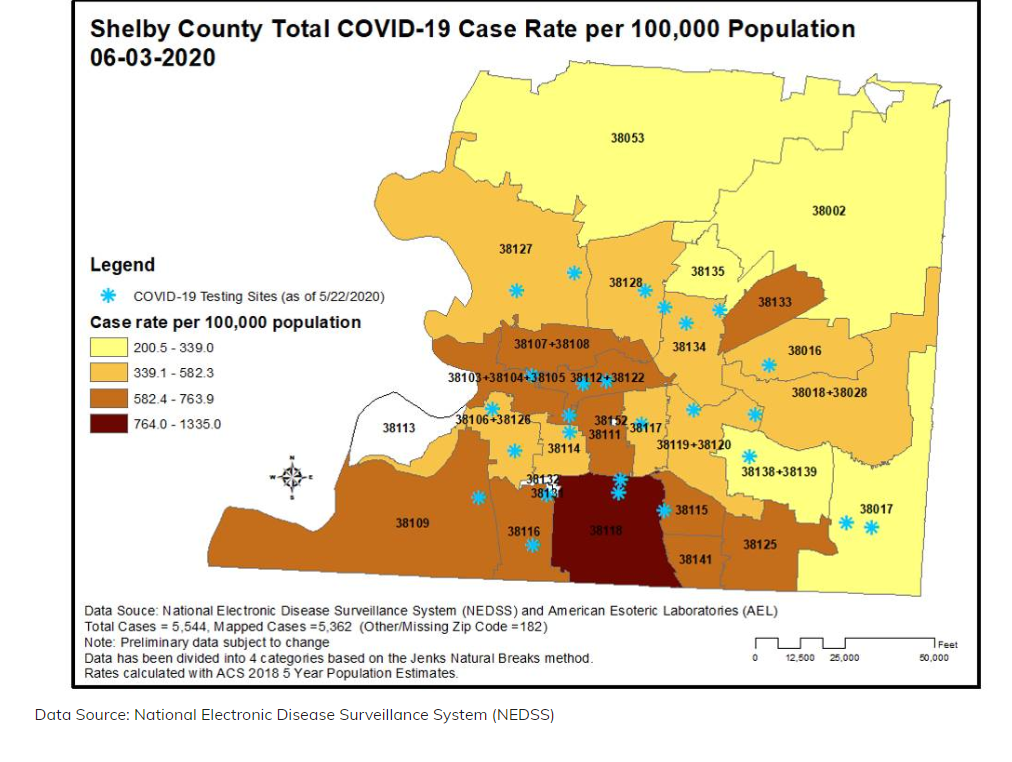 Shelby County Total COVID-19 Case Rate per 100,000 Population
06-03-2020
38053
38002
38127
38135
38128
38133
38107+38108
38134
38016
38103+38104+38105 38112+38122
38018+38028
38106+38126
38152
38117
38113
38111
38119+38120
38114
38138+38139
38132
38131
38017
38109
38115
38116
38118
38125
38141
Legend
COVID-19 Testing Sites (as of 5/22/2020)
Case rate per 100,000 population
200.5 - 339.0
339.1 - 582.3
582.4 - 763.9
764.0 - 1335.0
N
W E
S
Data Souce: National Electronic Disease Surveillance System (NEDSS) and American Esoteric Laboratories (AEL)
Total Cases = 5,544, Mapped Cases =5,362 (Other/Missing Zip Code =182)
Note: Preliminary data subject to change
Data has been divided into 4 categories based on the Jenks Natural Breaks method.
Rates calculated with ACS 2018 5 Year Population Estimates.
Feet
0 12,500 25,000 50,000
Data Source: National Electronic Disease Surveillance System (NEDSS)